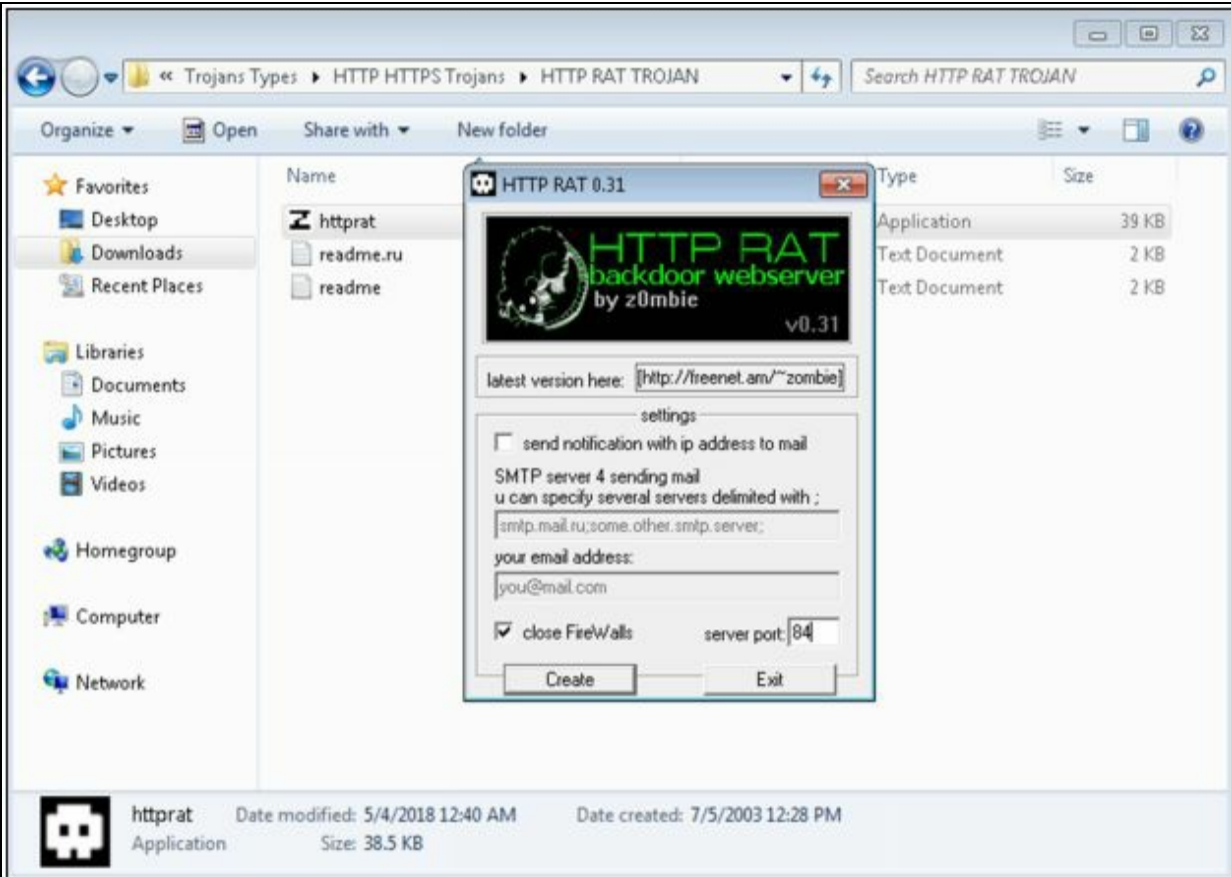 « Trojans Types ▸ HTTP HTTPS Trojans ▸ HTTP RAT TROJAN
Search HTTP RAT TROJAN
Organize Open Share with New folder
Favorites
Desktop
Downloads
Recent Places
Libraries
Documents
Music
Pictures
Videos
Homegroup
Computer
Network
Name Type Size
httprat Application 39 KB
readme.ru Text Document 2 KB
readme Text Document 2 KB
HTTP RAT 0.31
HTTP RAT
backdoor webserver
by z0mbie
v0.31
latest version here: [http://freenet.am/~zombie]
settings
send notification with ip address to mail
SMTP server 4 sending mail
u can specify several servers delimited with ;
smtp.mail.ru;some.other.smtp.server;
your email address:
you@mail.com
close FireWalls server port: 84
Create Exit
httprat Date modified: 5/4/2018 12:40 AM Date created: 7/5/2003 12:28 PM
Application Size: 38.5 KB